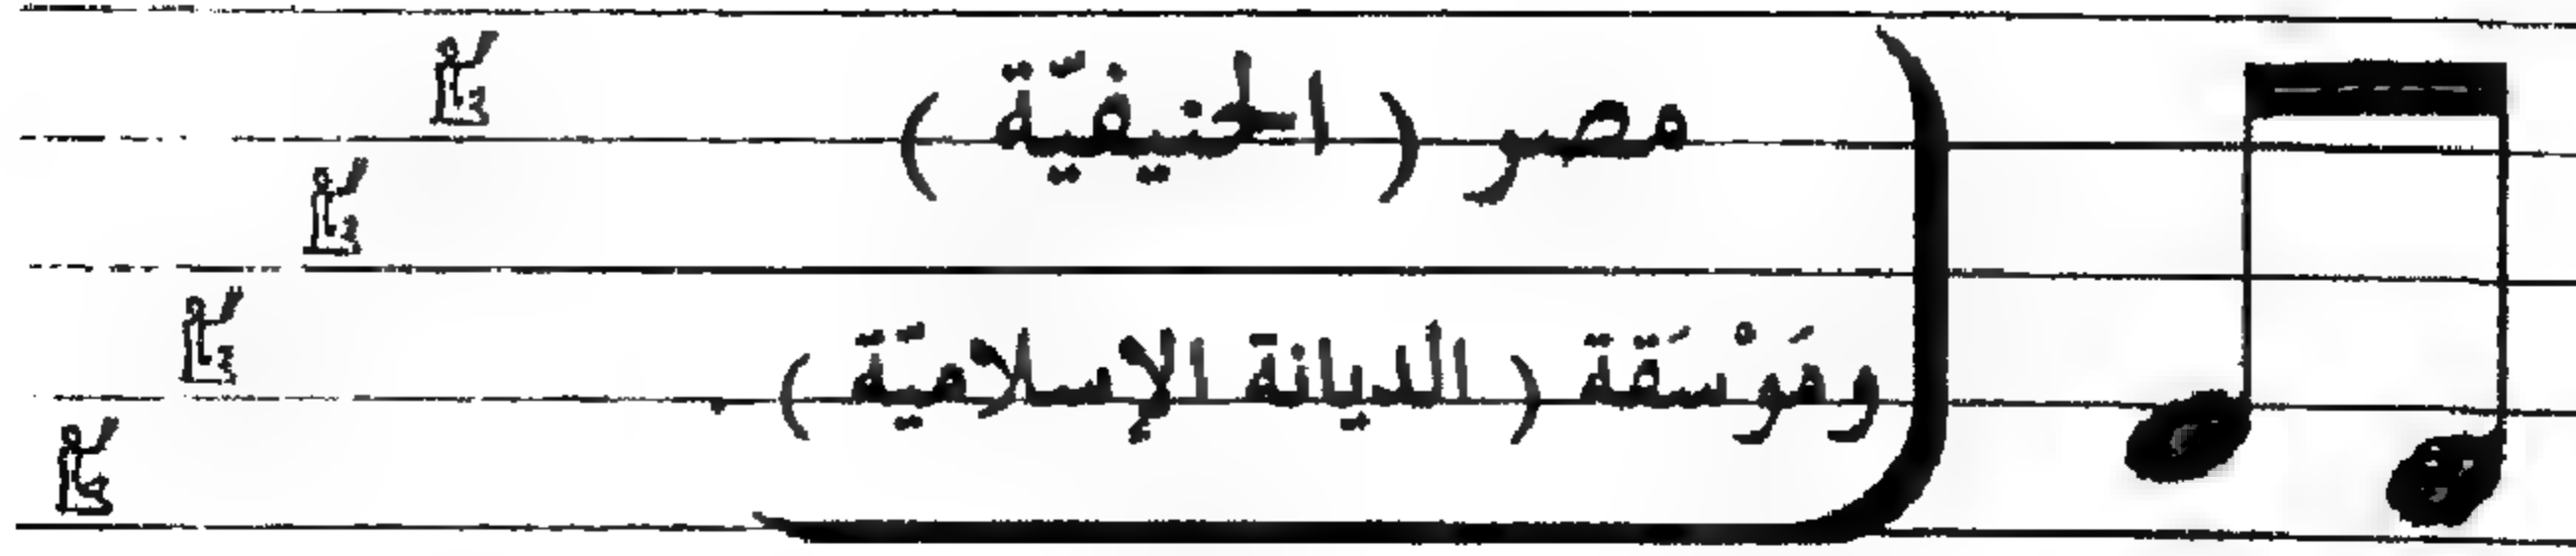 مصر ( الحنيفيّة )
ومَوْسَقة ( الديانة الإسلاميّة ) .